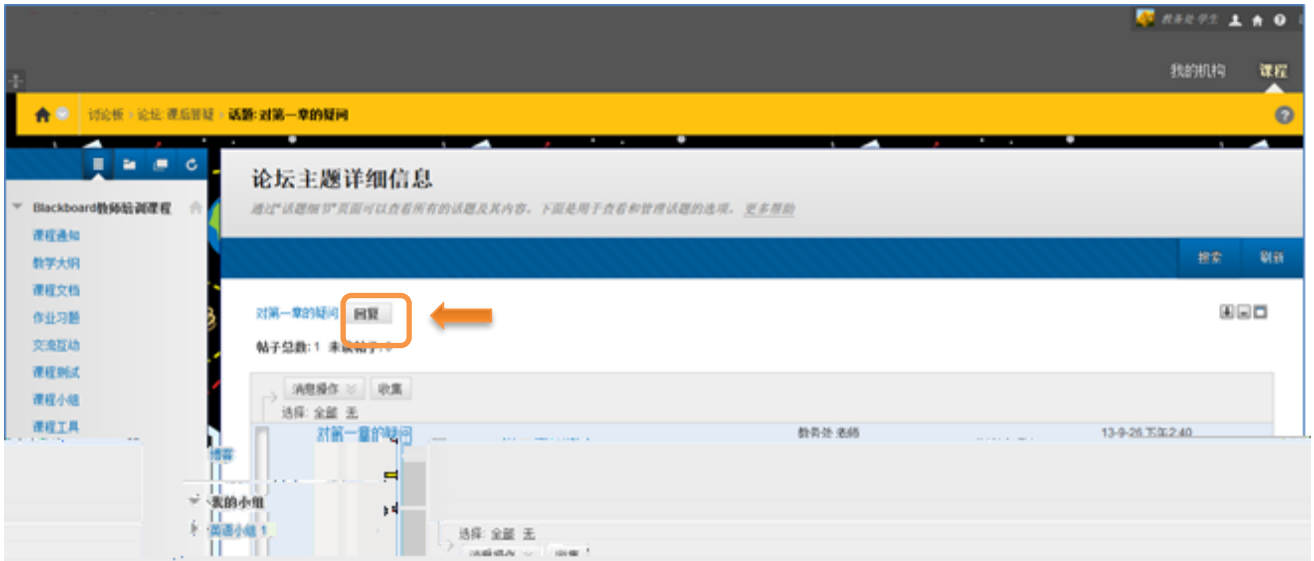 教务处 学生
我的机构 课程
讨论板 > 论坛: 课后答疑 > 话题: 对第一章的疑问
论坛主题详细信息
通过“话题细节”页面可以查看所有的话题及其内容。下面是用于查看和管理话题的选项。 更多帮助
Blackboard教师培训课程
课程通知
教学大纲
课程文档
作业习题
交流互动
课程测试
课程小组
课程工具
搜索 刷新
对第一章的疑问 回复
帖子总数: 1
消息操作 收集
选择: 全部 无
对第一章的疑问 教务处 老师 13-9-26 下午2:40
博客
我的小组
英语小组 1
选择: 全部 无
消息操作 收集